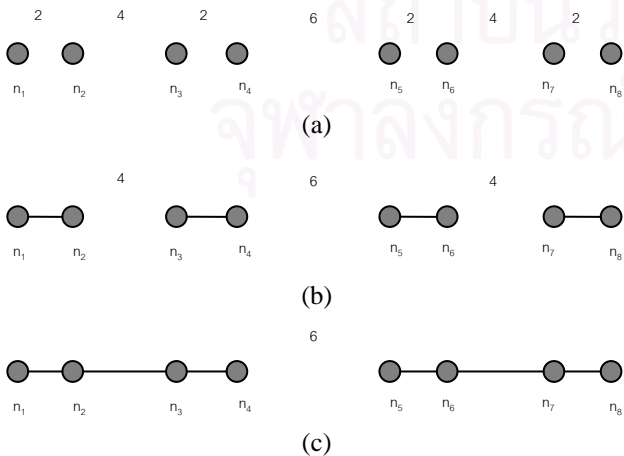 2 4 2 6 2 4 2
n₁ n₂ n₃ n₄ n₅ n₆ n₇ n₈
(a)
4 6 4
n₁ n₂ n₃ n₄ n₅ n₆ n₇ n₈
(b)
6
n₁ n₂ n₃ n₄ n₅ n₆ n₇ n₈
(c)